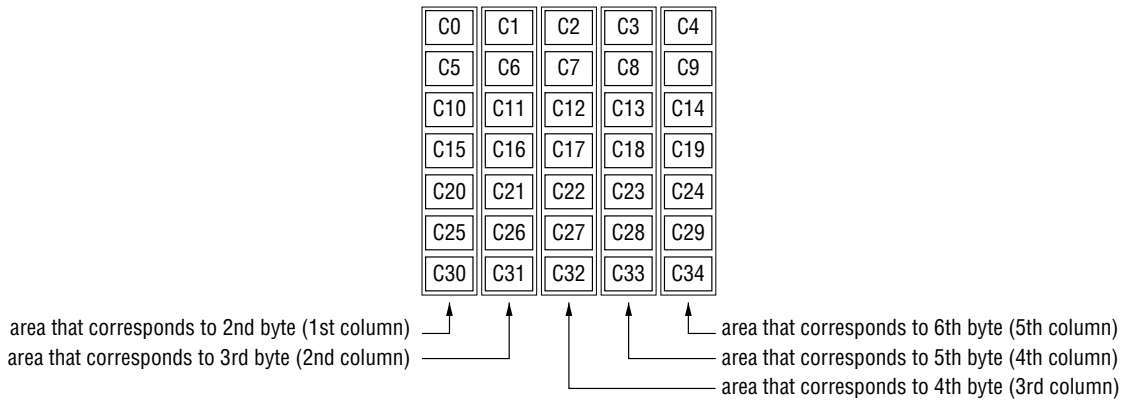 C0 C1 C2 C3 C4
C5 C6 C7 C8 C9
C10 C11 C12 C13 C14
C15 C16 C17 C18 C19
C20 C21 C22 C23 C24
C25 C26 C27 C28 C29
C30 C31 C32 C33 C34
area that corresponds to 2nd byte (1st column)
area that corresponds to 3rd byte (2nd column)
area that corresponds to 6th byte (5th column)
area that corresponds to 5th byte (4th column)
area that corresponds to 4th byte (3rd column)